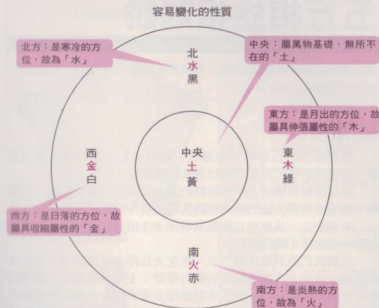 容易變化的性質
北方：是寒冷的方
位，故為「水」
中央：屬萬物基礎，無所不
在的「土」
北
水
黑
東方：是月出的方位，故
屬具伸張屬性的「木」
西
金
白
中央
土
黃
東
木
綠
西方：是日落的方位，故
屬具收縮屬性的「金」
南
火
赤
南方：是炎熱的方
位，故為「火」